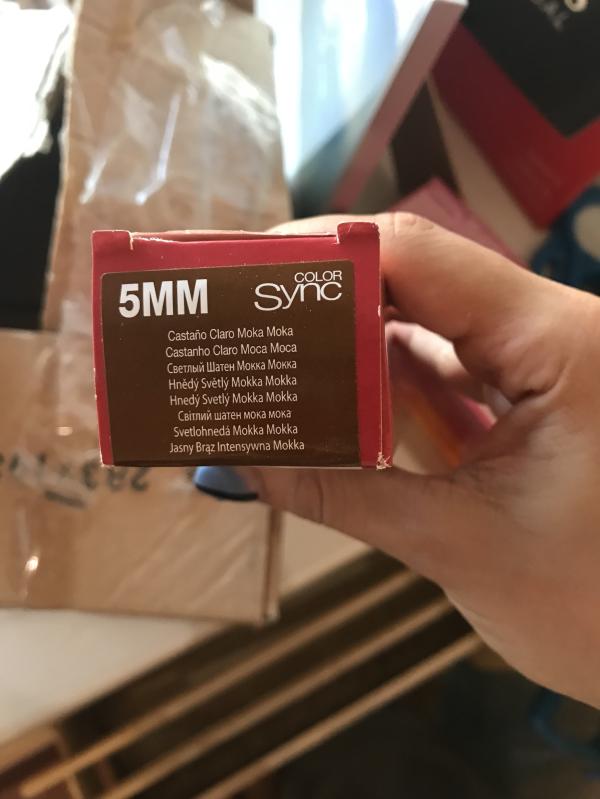 5MM
COLOR
Sync
Castaño Claro Moka Moka
Castanho Claro Moca Moca
Светлый Шатен Мокка Мокка
Hnědý Světlý Mokka Mokka
Hnedý Svetlý Mokka Mokka
Світлий шатен мока мока
Svetlohnedá Mokka Mokka
Jasny Brąz Intensywna Mokka